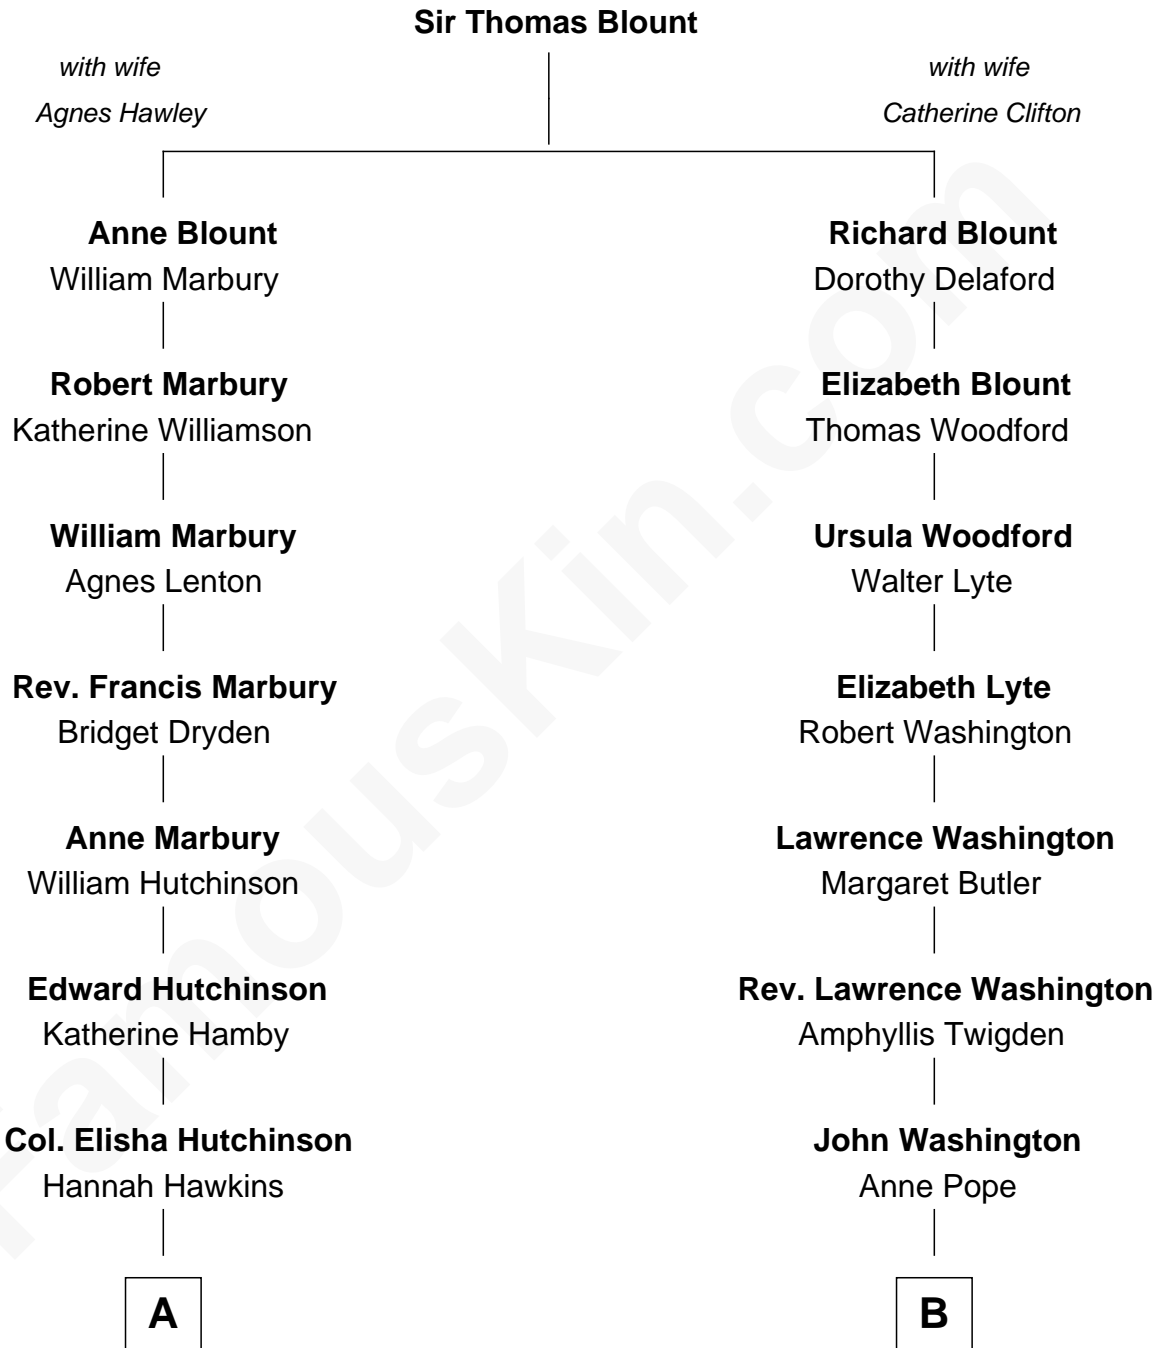 Sir Thomas Blount
with wife
Agnes Hawley
with wife
Catherine Clifton
Anne Blount
William Marbury
Richard Blount
Dorothy Delaford
Robert Marbury
Katherine Williamson
Elizabeth Blount
Thomas Woodford
William Marbury
Agnes Lenton
Ursula Woodford
Walter Lyte
Rev. Francis Marbury
Bridget Dryden
Elizabeth Lyte
Robert Washington
Anne Marbury
William Hutchinson
Lawrence Washington
Margaret Butler
Edward Hutchinson
Katherine Hamby
Rev. Lawrence Washington
Amphyllis Twigden
Col. Elisha Hutchinson
Hannah Hawkins
John Washington
Anne Pope
A
B
FamousKin.com